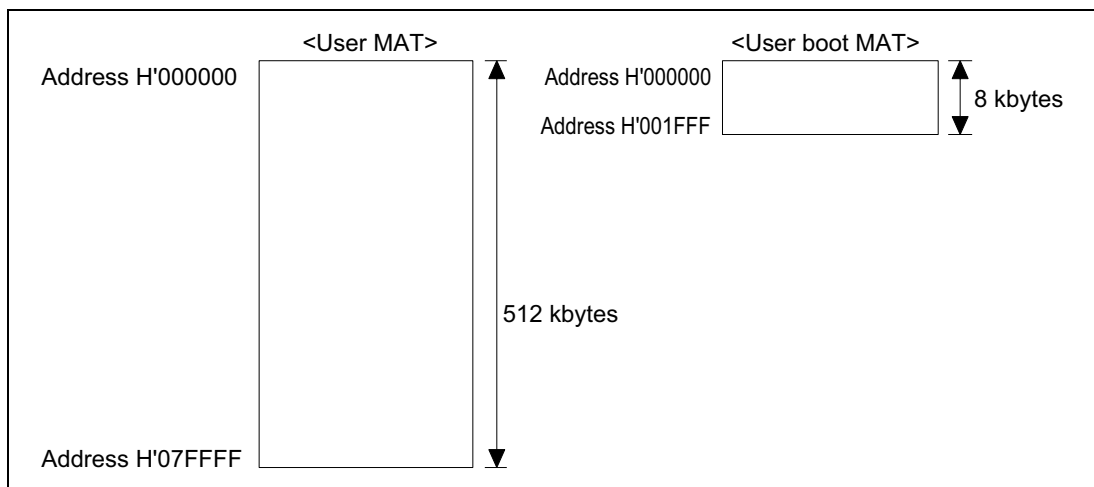 <User MAT>
Address H'000000
512 kbytes
Address H'07FFFF
<User boot MAT>
Address H'000000
8 kbytes
Address H'001FFF